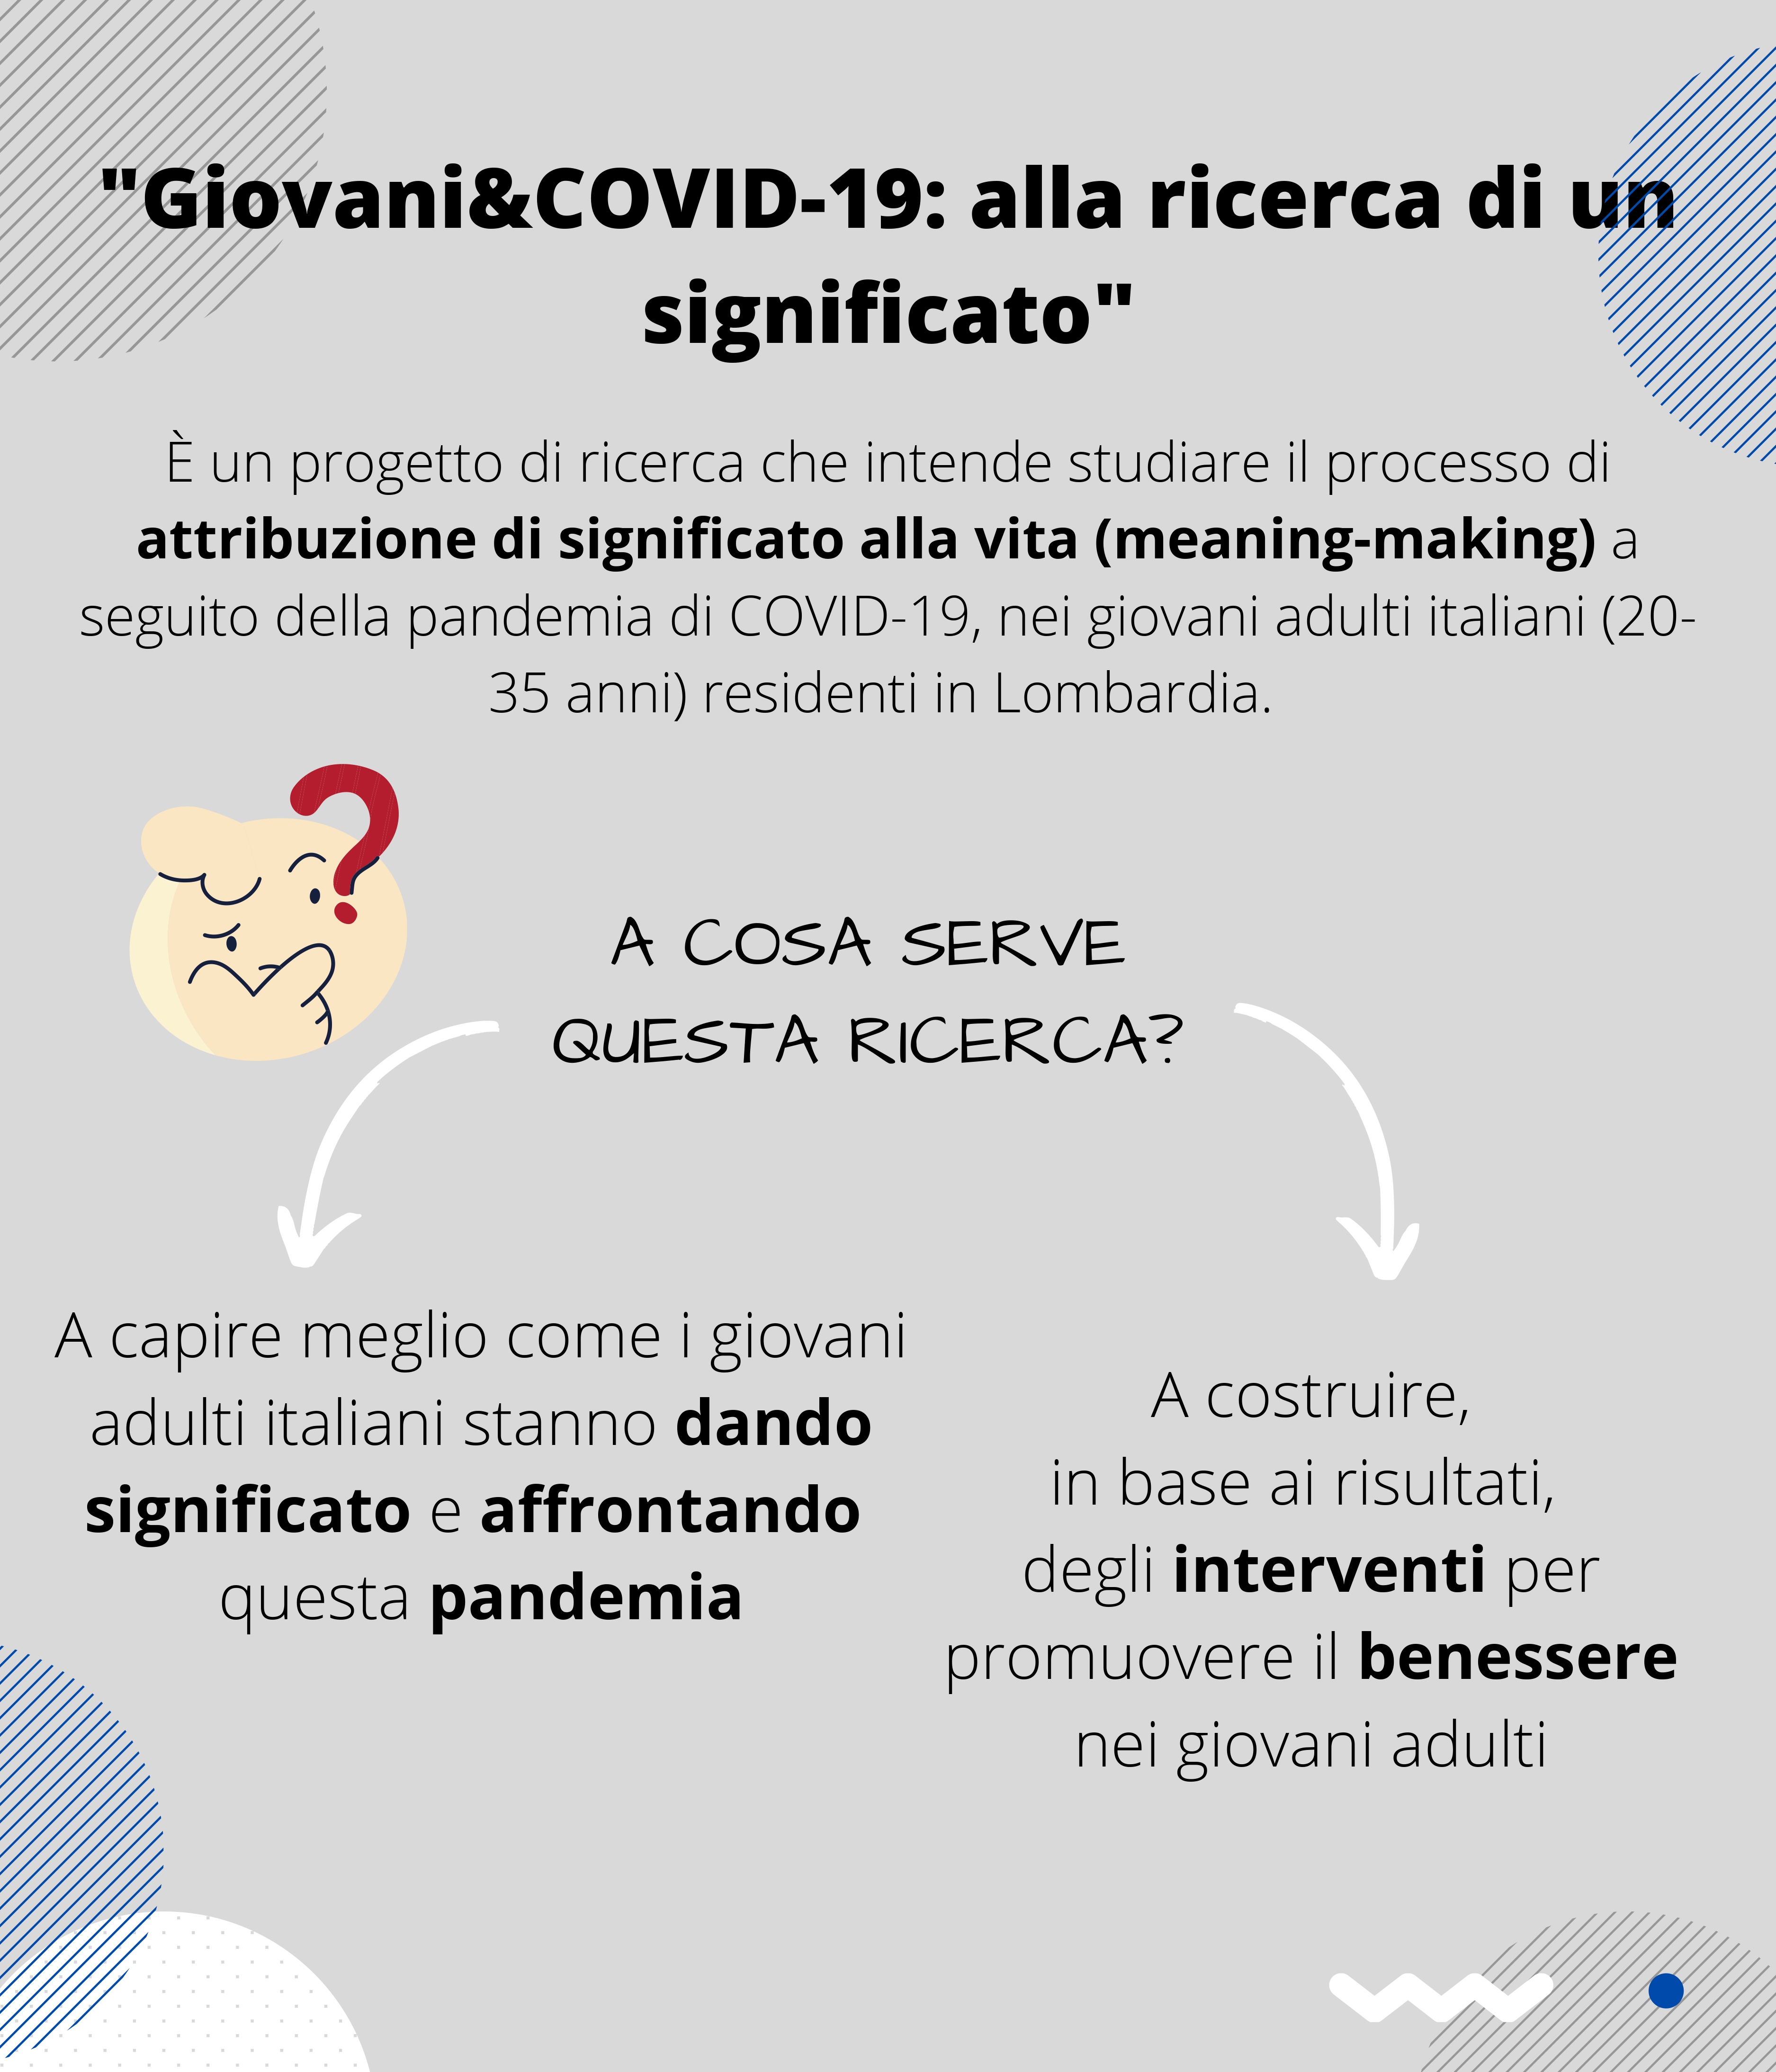 "Giovani&COVID-19: alla ricerca di un
significato"
È un progetto di ricerca che intende studiare il processo di
attribuzione di significato alla vita (meaning-making) a
seguito della pandemia di COVID-19, nei giovani adulti italiani (20-
35 anni) residenti in Lombardia.
A COSA SERVE
QUESTA RICERCA?
A capire meglio come i giovani
adulti italiani stanno dando
significato e affrontando
questa pandemia
A costruire,
in base ai risultati,
degli interventi per
promuovere il benessere
nei giovani adulti